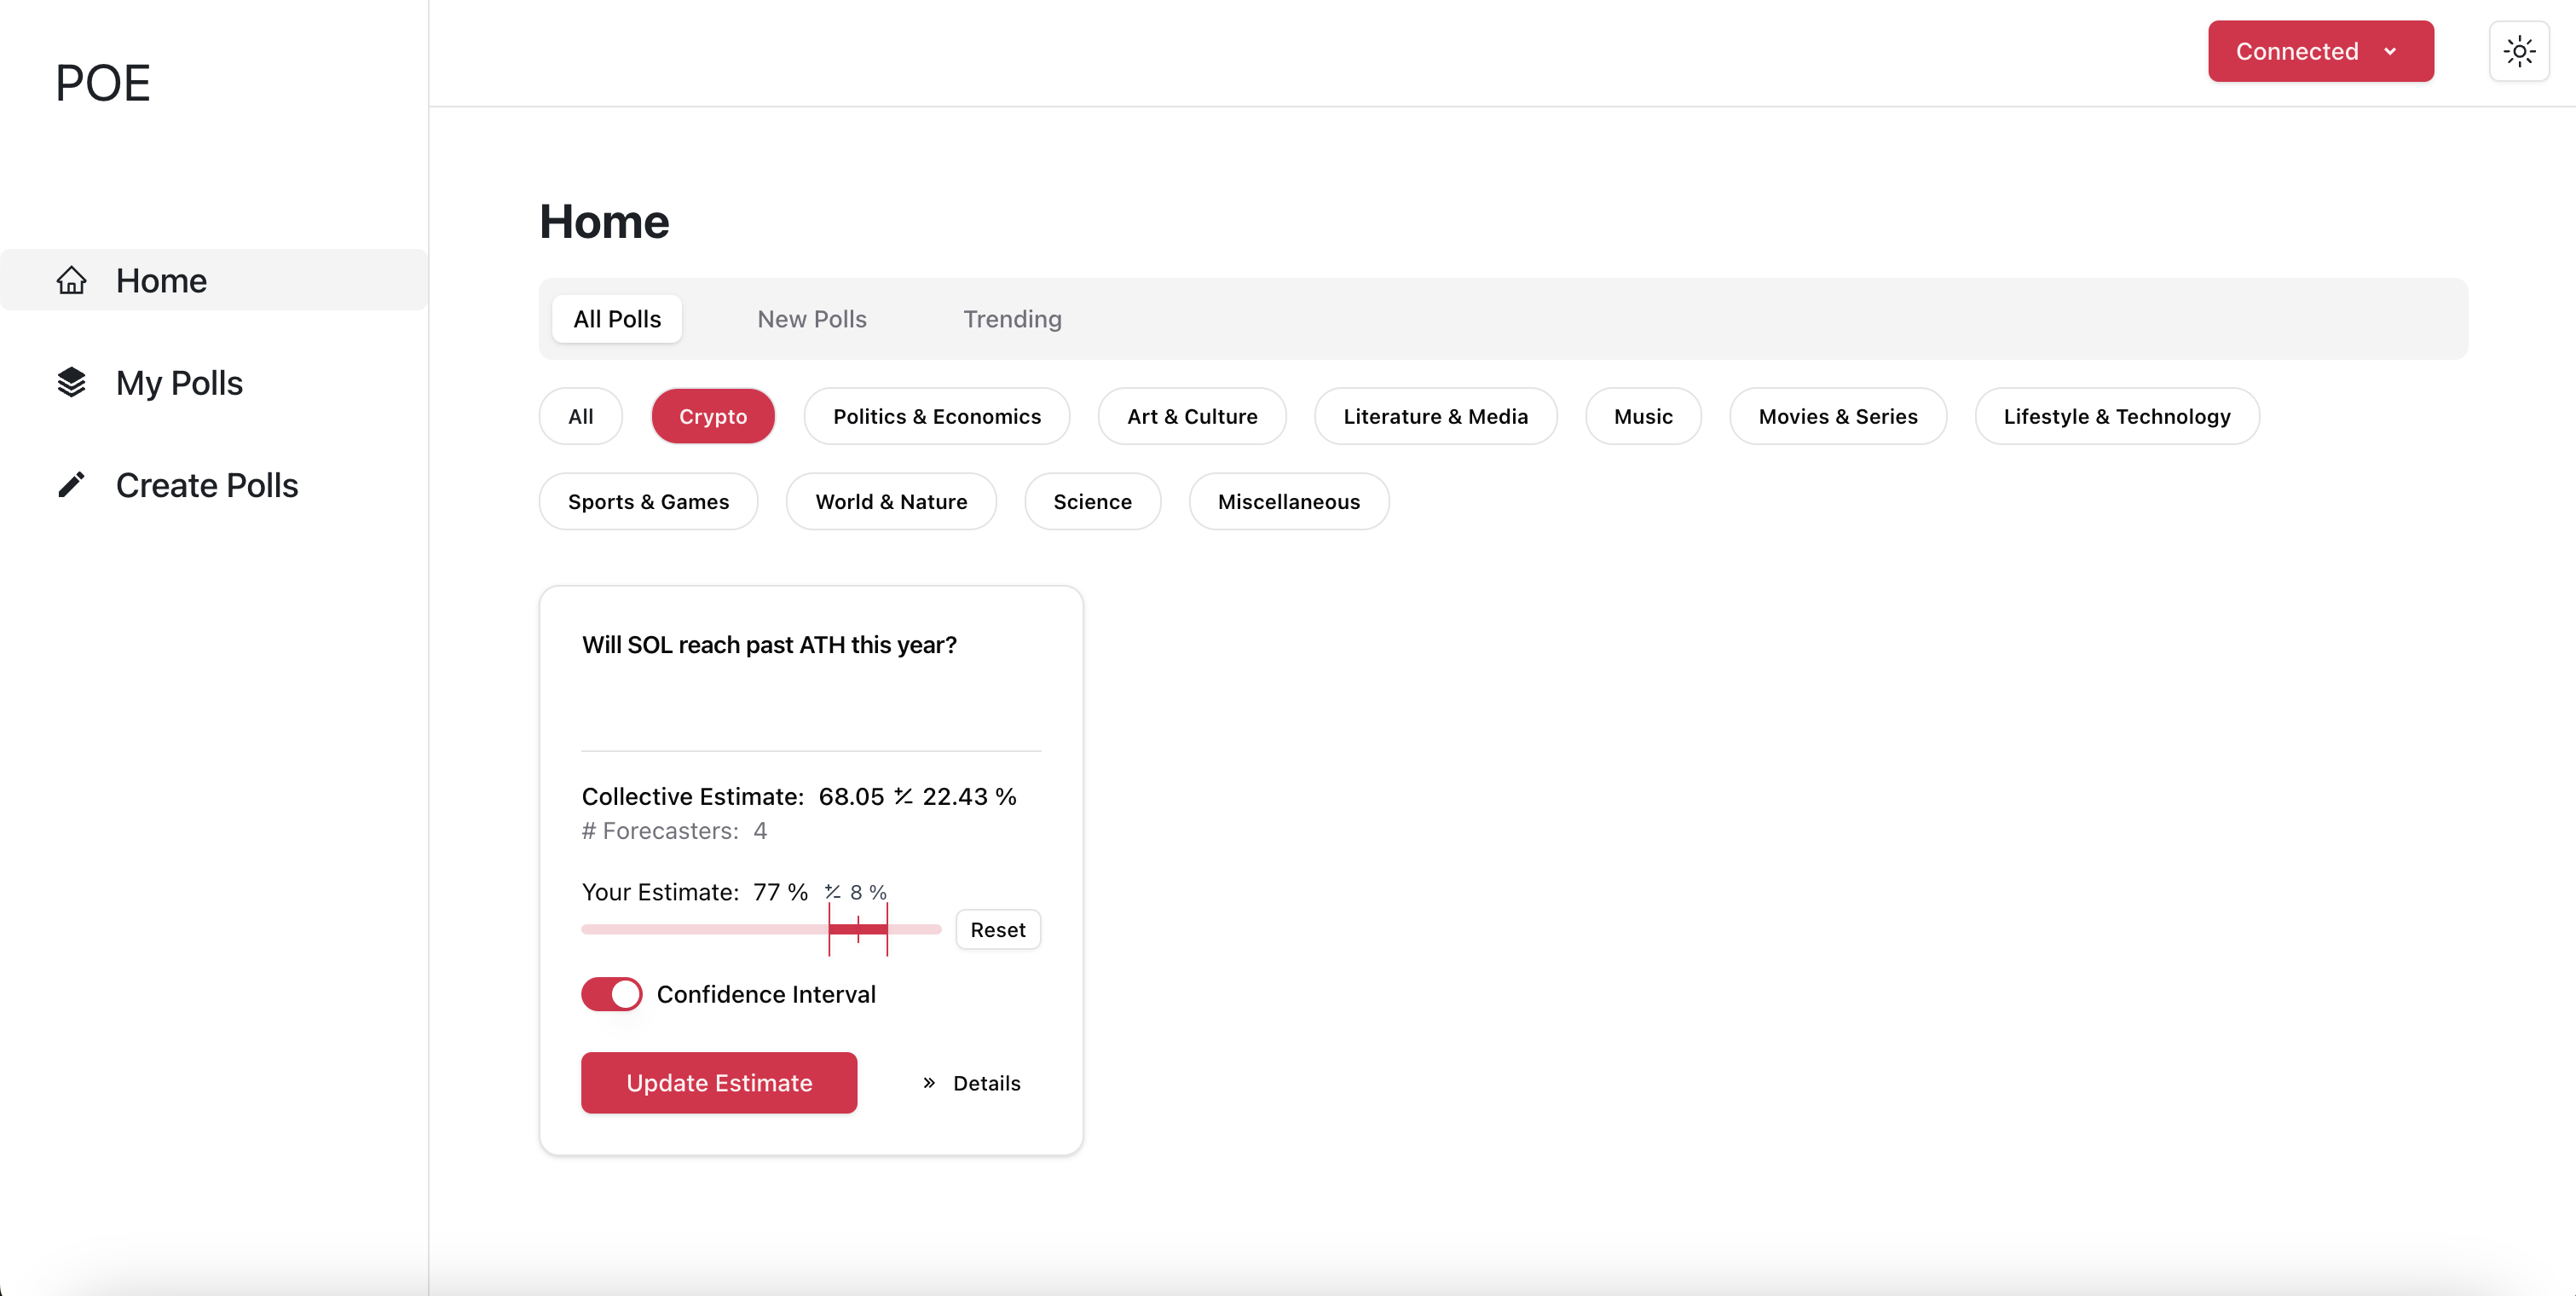 POE
Connected
Home
My Polls
Create Polls
Home
All Polls New Polls Trending
All Crypto Politics & Economics Art & Culture Literature & Media Music Movies & Series Lifestyle & Technology
Sports & Games World & Nature Science Miscellaneous
Will SOL reach past ATH this year?
Collective Estimate: 68.05 +/- 22.43 %
# Forecasters: 4
Your Estimate: 77 % +/- 8 %
Reset
Confidence Interval
Update Estimate » Details